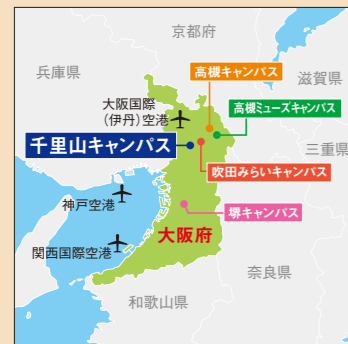 京都府
兵庫県
高槻キャンパス
滋賀県
大阪国際
（伊丹）空港
高槻ミューズキャンパス
千里山キャンパス
三重県
吹田みらいキャンパス
神戸空港
堺キャンパス
大阪府
関西国際空港
奈良県
和歌山県